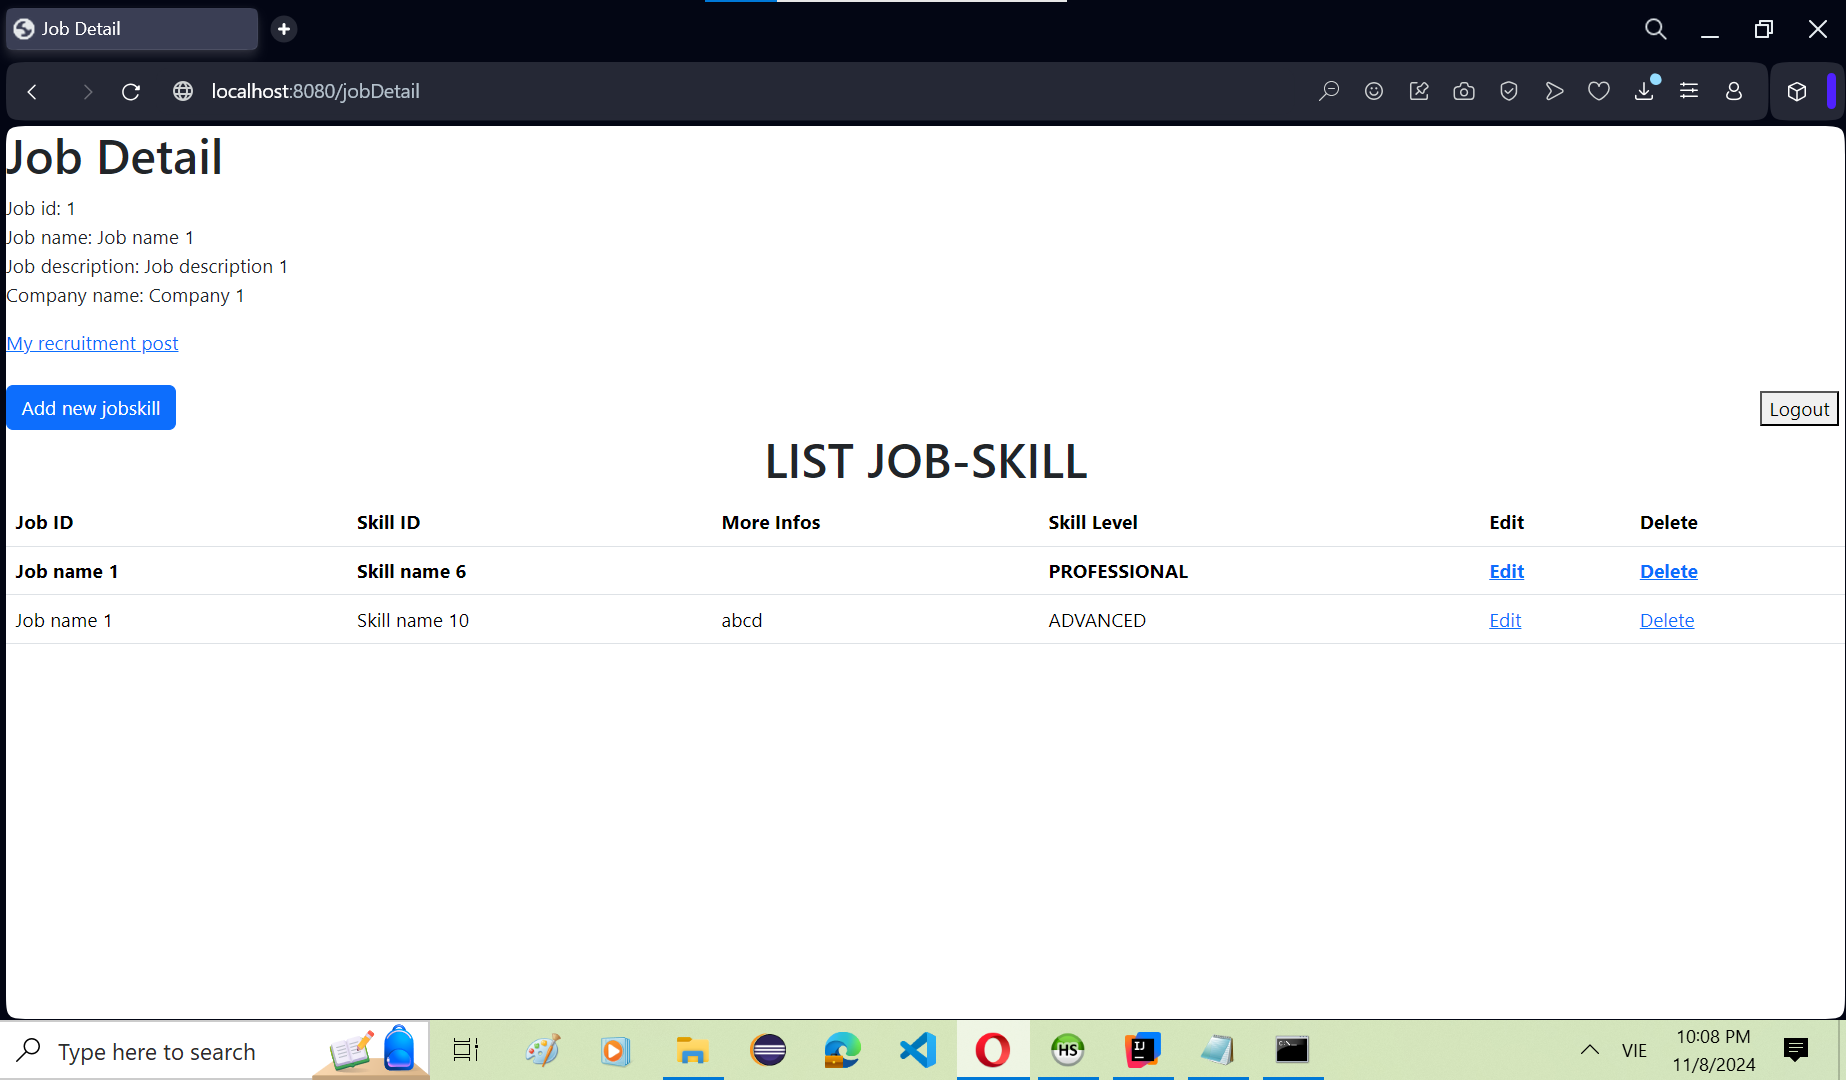 Job Detail
localhost:8080/jobDetail
Job Detail
Job id: 1
Job name: Job name 1
Job description: Job description 1
Company name: Company 1
My recruitment post
Add new jobskill
Logout
LIST JOB-SKILL
Job ID Skill ID More Infos Skill Level Edit Delete
Job name 1 Skill name 6 PROFESSIONAL Edit Delete
Job name 1 Skill name 10 abcd ADVANCED Edit Delete
Type here to search
HS
IJ
VIE
10:08 PM
11/8/2024